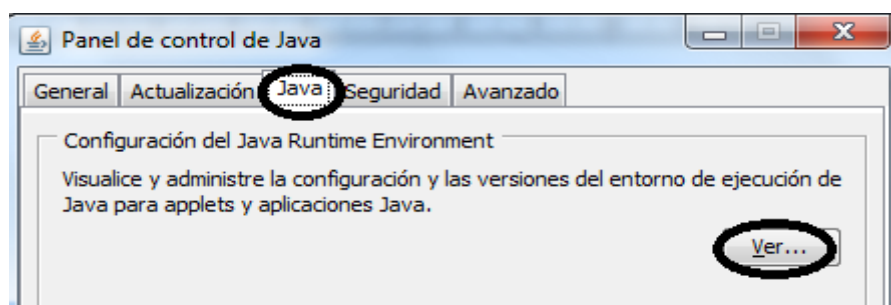 Panel de control de Java
General Actualización Java Seguridad Avanzado
Configuración del Java Runtime Environment
Visualice y administre la configuración y las versiones del entorno de ejecución de
Java para applets y aplicaciones Java.
Ver...